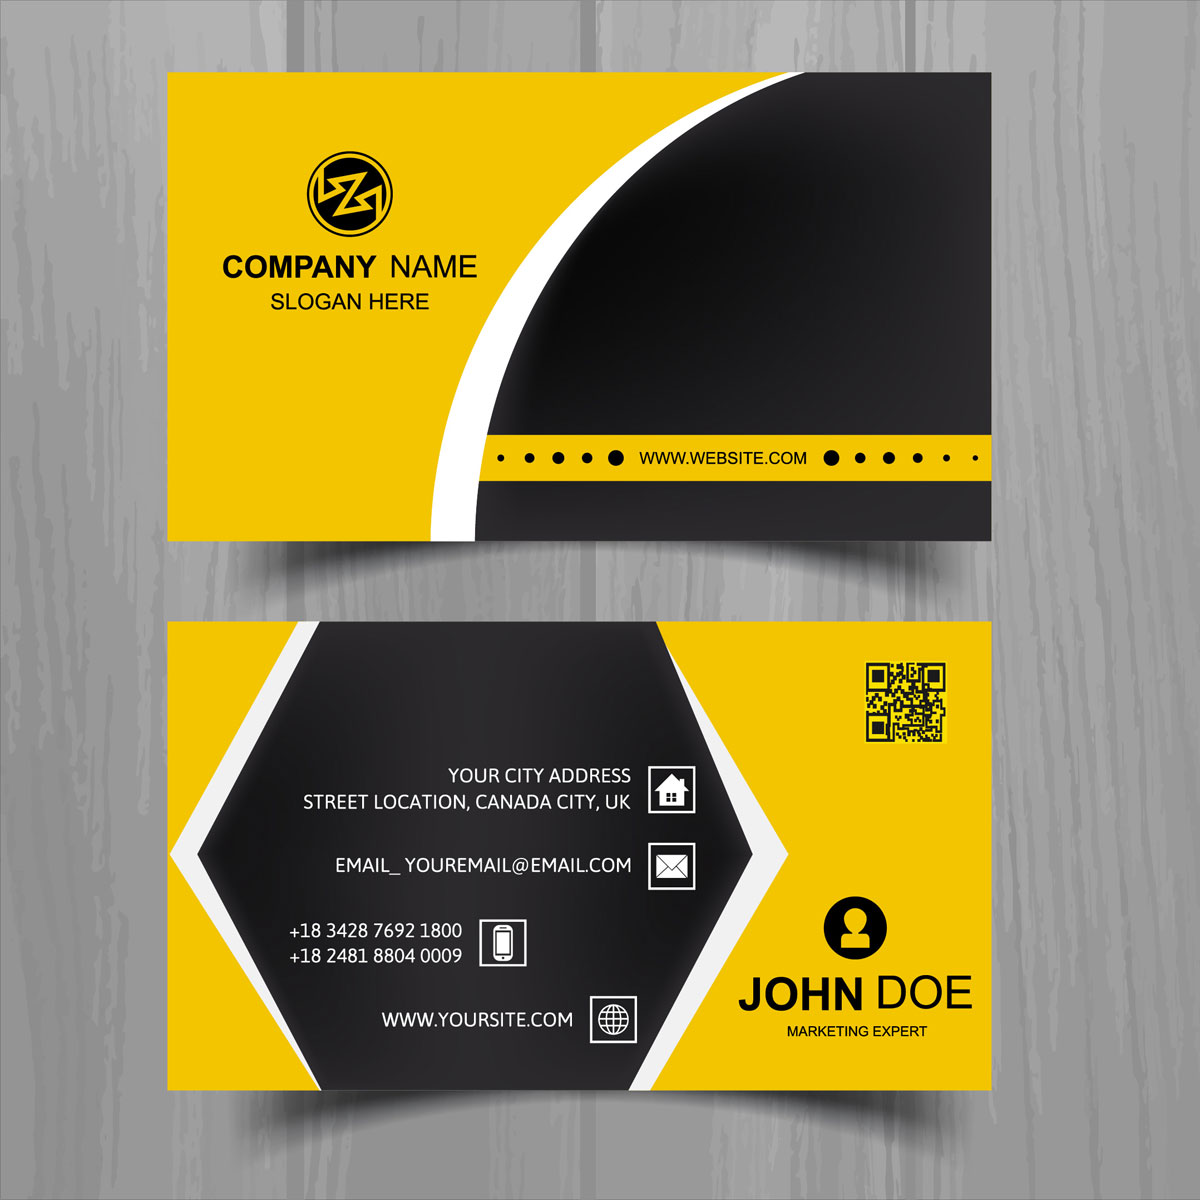 COMPANY NAME
SLOGAN HERE
WWW.WEBSITE.COM
YOUR CITY ADDRESS
STREET LOCATION, CANADA CITY, UK
EMAIL_ YOUREMAIL@EMAIL.COM
+18 3428 7692 1800
+18 2481 8804 0009
WWW.YOURSITE.COM
JOHN DOE
MARKETING EXPERT